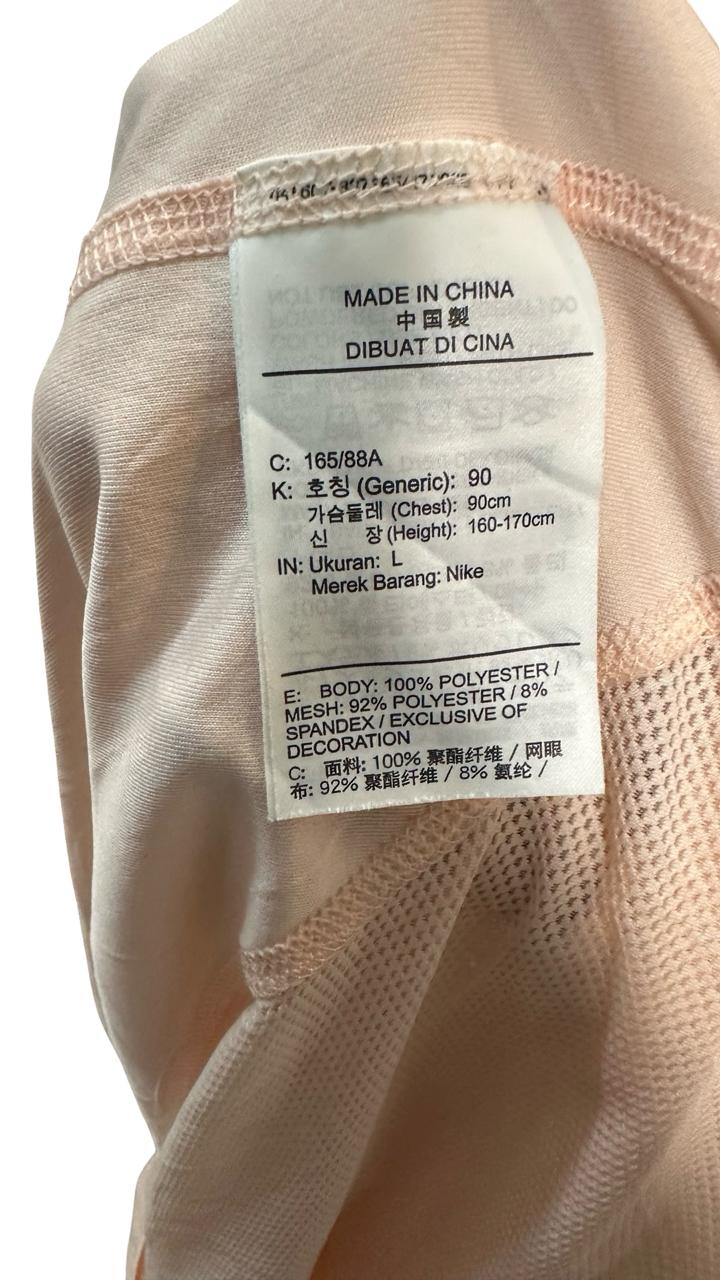 MADE IN CHINA
中国製
DIBUAT DI CINA
C: 165/88A
K: 호칭 (Generic): 90
가슴둘레 (Chest): 90cm
신 장 (Height): 160-170cm
IN: Ukuran: L
Merek Barang: Nike
E: BODY: 100% POLYESTER /
MESH: 92% POLYESTER / 8%
SPANDEX / EXCLUSIVE OF
DECORATION
C: 面料: 100% 聚酯纤维 / 网眼
布: 92% 聚酯纤维 / 8% 氨纶 /